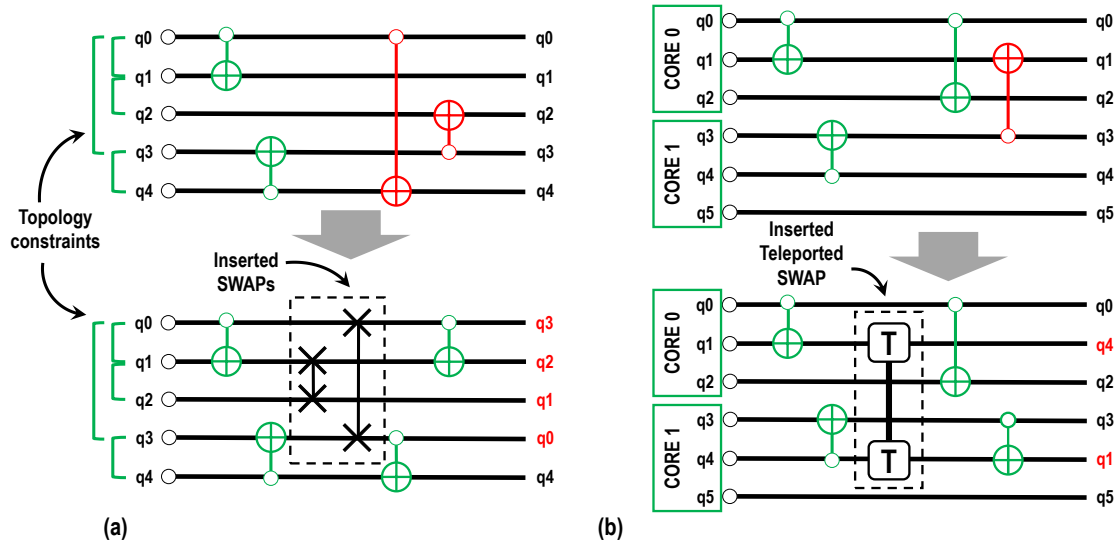 q0 q0
q1 q1
q2 q2
q3 q3
q4 q4
Topology
constraints
Inserted
SWAPs
q0 q3
q1 q2
q2 q1
q3 q0
q4 q4
(a)
CORE 0
q0 q0
q1 q1
q2 q2
CORE 1
q3 q3
q4 q4
q5 q5
Inserted
Teleported
SWAP
CORE 0
q0 q0
q1 T q4
q2 q2
CORE 1
q3 q3
q4 T q1
q5 q5
(b)